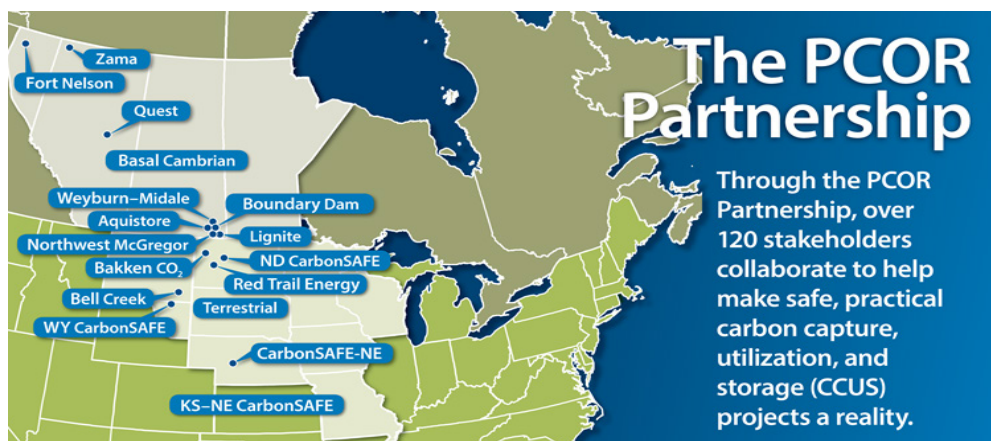 The PCOR
Partnership
Through the PCOR
Partnership, over
120 stakeholders
collaborate to help
make safe, practical
carbon capture,
utilization, and
storage (CCUS)
projects a reality.
Zama
Fort Nelson
Quest
Basal Cambrian
Weyburn–Midale
Boundary Dam
Aquistore
Lignite
Northwest McGregor
ND CarbonSAFE
Bakken CO₂
Red Trail Energy
Bell Creek
Terrestrial
WY CarbonSAFE
CarbonSAFE-NE
KS–NE CarbonSAFE